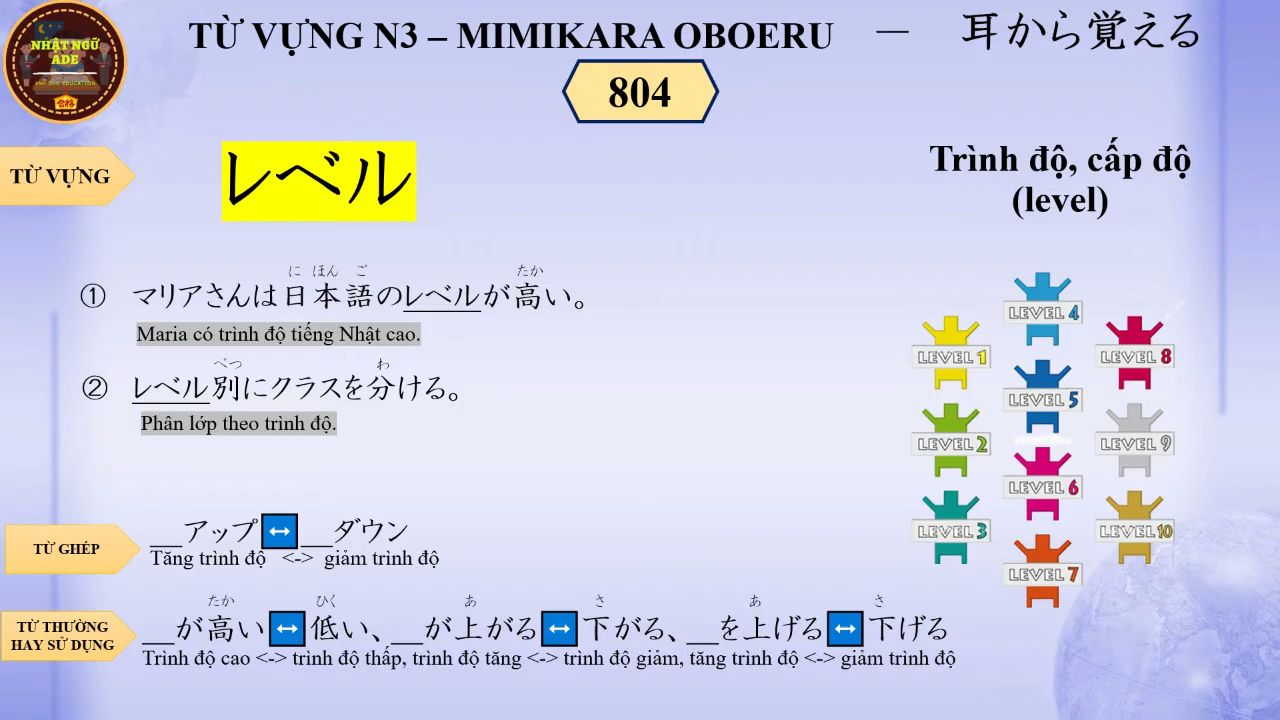 NHẬT NGỮ
ADE
ANH DUC EDUCATION
合格
TỪ VỰNG N3 – MIMIKARA OBOERU － 耳から覚える
804
TỪ VỰNG
レベル
Trình độ, cấp độ
(level)
に ほん ご たか
① マリアさんは日本語のレベルが高い。
Maria có trình độ tiếng Nhật cao.
べつ わ
② レベル別にクラスを分ける。
Phân lớp theo trình độ.
LEVEL 4
LEVEL 1
LEVEL 8
LEVEL 5
LEVEL 2
LEVEL 9
LEVEL 6
LEVEL 3
LEVEL 10
LEVEL 7
TỪ GHÉP
__アップ ↔ __ダウン
Tăng trình độ <-> giảm trình độ
たか ひく あ さ あ さ
TỪ THƯỜNG
HAY SỬ DỤNG
__が高い ↔ 低い、__が上がる ↔ 下がる、__を上げる ↔ 下げる
Trình độ cao <-> trình độ thấp, trình độ tăng <-> trình độ giảm, tăng trình độ <-> giảm trình độ